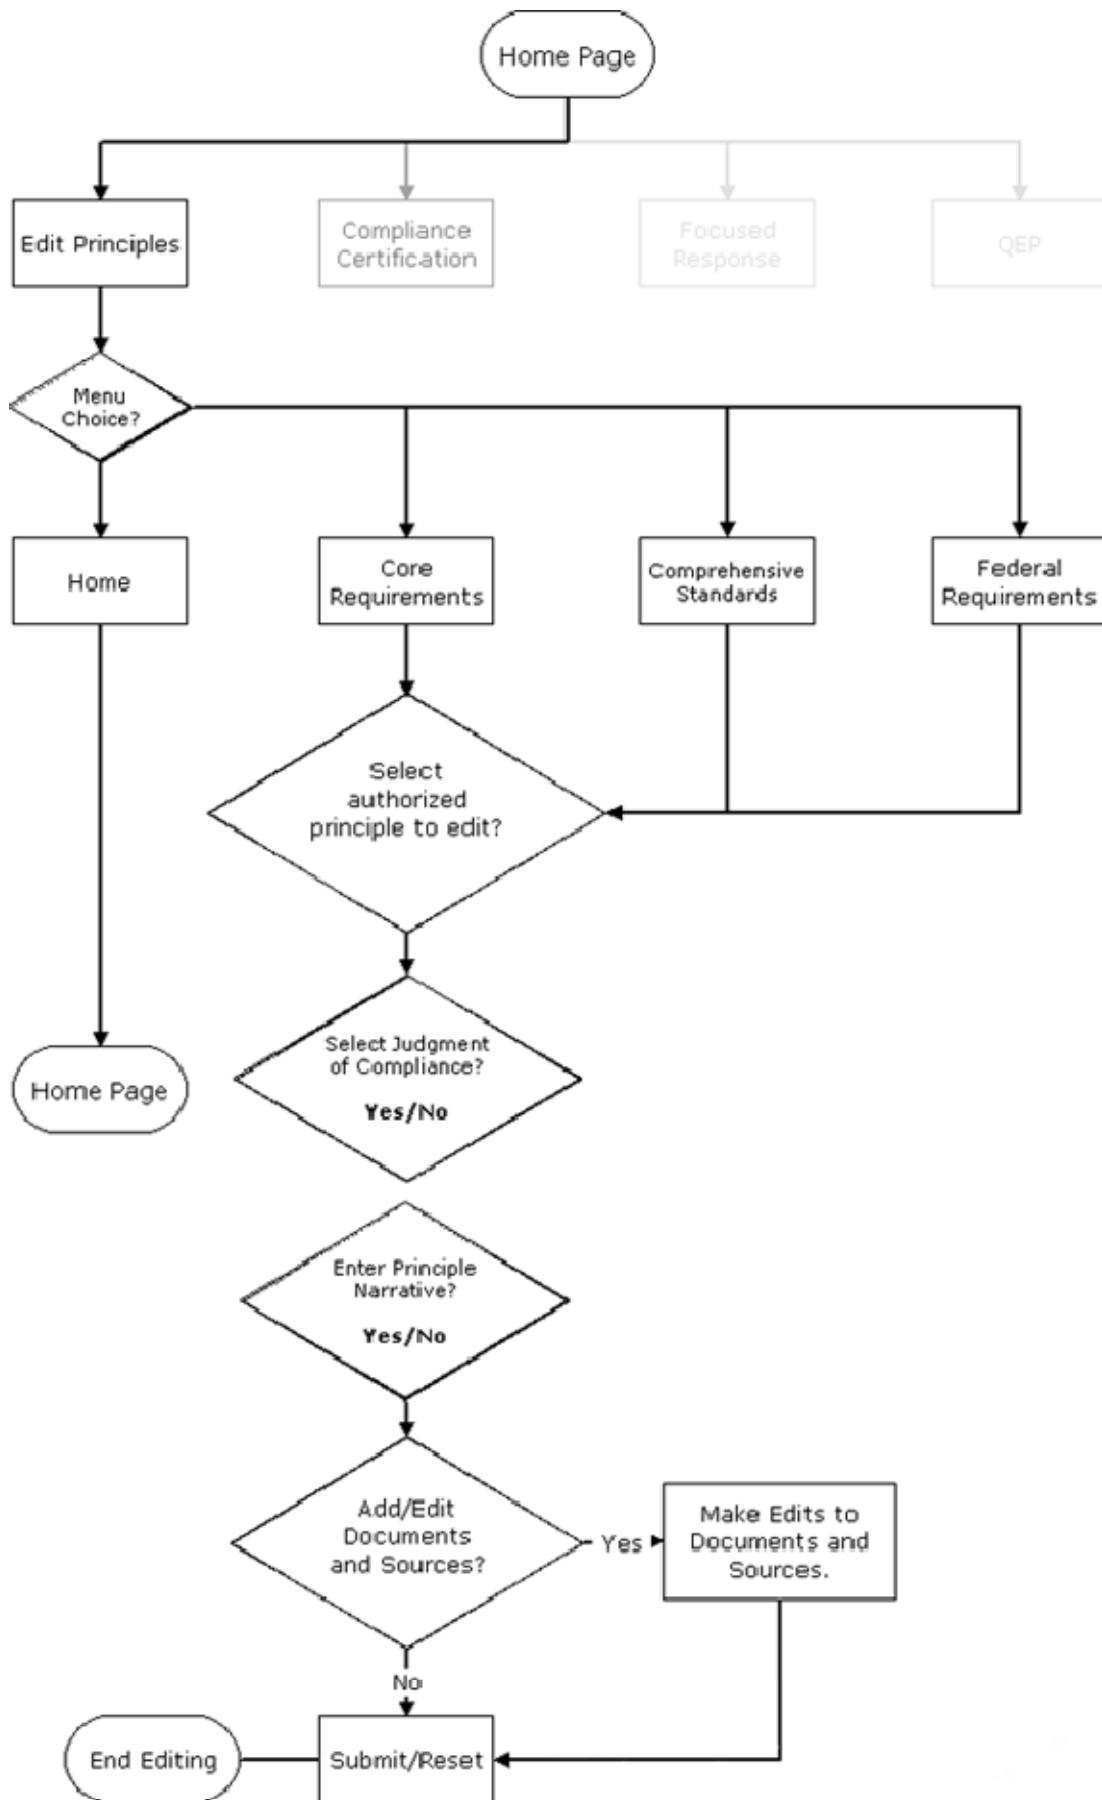 Home Page
Edit Principles
Compliance
Certification
Focused
Response
QEP
Menu
Choice?
Home
Core
Requirements
Comprehensive
Standards
Federal
Requirements
Select
authorized
principle to edit?
Select Judgment
of Compliance?
Yes/No
Home Page
Enter Principle
Narrative?
Yes/No
Add/Edit
Documents
and Sources?
Yes
Make Edits to
Documents and
Sources.
No
End Editing
Submit/Reset